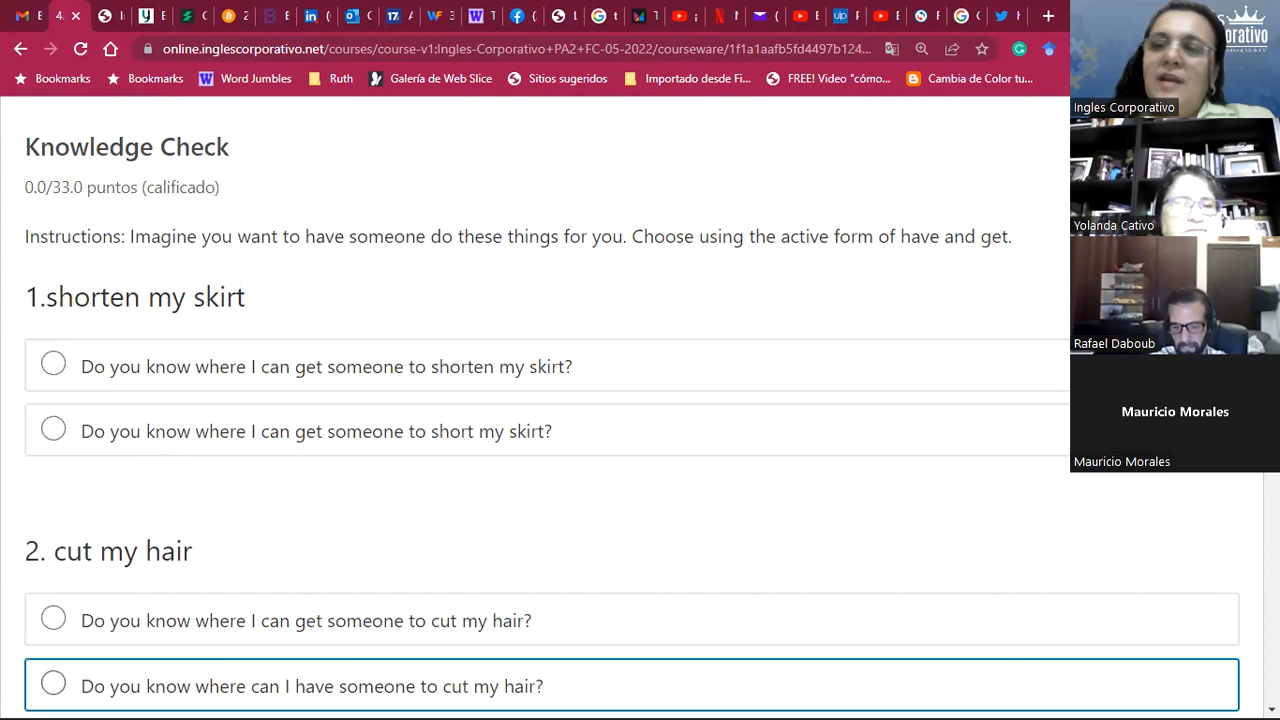 4.
2
in
17.
3
online.inglescorporativo.net/courses/course-v1:Ingles-Corporativo+PA2+FC-05-2022/courseware/1f1a1aafb5fd4497b124...
Bookmarks
Bookmarks
Word Jumbles
Ruth
Galería de Web Slice
Sitios sugeridos
Importado desde Fi...
FREE! Video "cómo...
Cambia de Color tu...
Knowledge Check
0.0/33.0 puntos (calificado)
Instructions: Imagine you want to have someone do these things for you. Choose using the active form of have and get.
1.shorten my skirt
Do you know where I can get someone to shorten my skirt?
Do you know where I can get someone to short my skirt?
2. cut my hair
Do you know where I can get someone to cut my hair?
Do you know where can I have someone to cut my hair?
Ingles Corporativo
Yolanda Cativo
Rafael Daboub
Mauricio Morales
Mauricio Morales